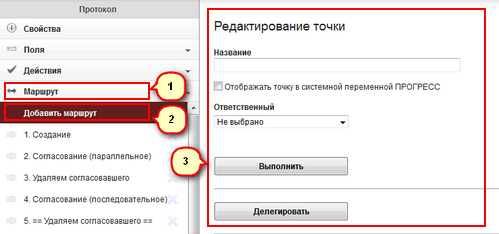 Протокол
Свойства
Поля
Действия
Маршрут
Добавить маршрут
1. Создание
2. Согласование (параллельное)
3. Удаляем согласовавшего
4. Согласование (последовательное)
5. == Удаляем согласовавшего ==
1
2
3
Редактирование точки
Название
Отображать точку в системной переменной ПРОГРЕСС
Ответственный
Не выбрано
Выполнить
Делегировать